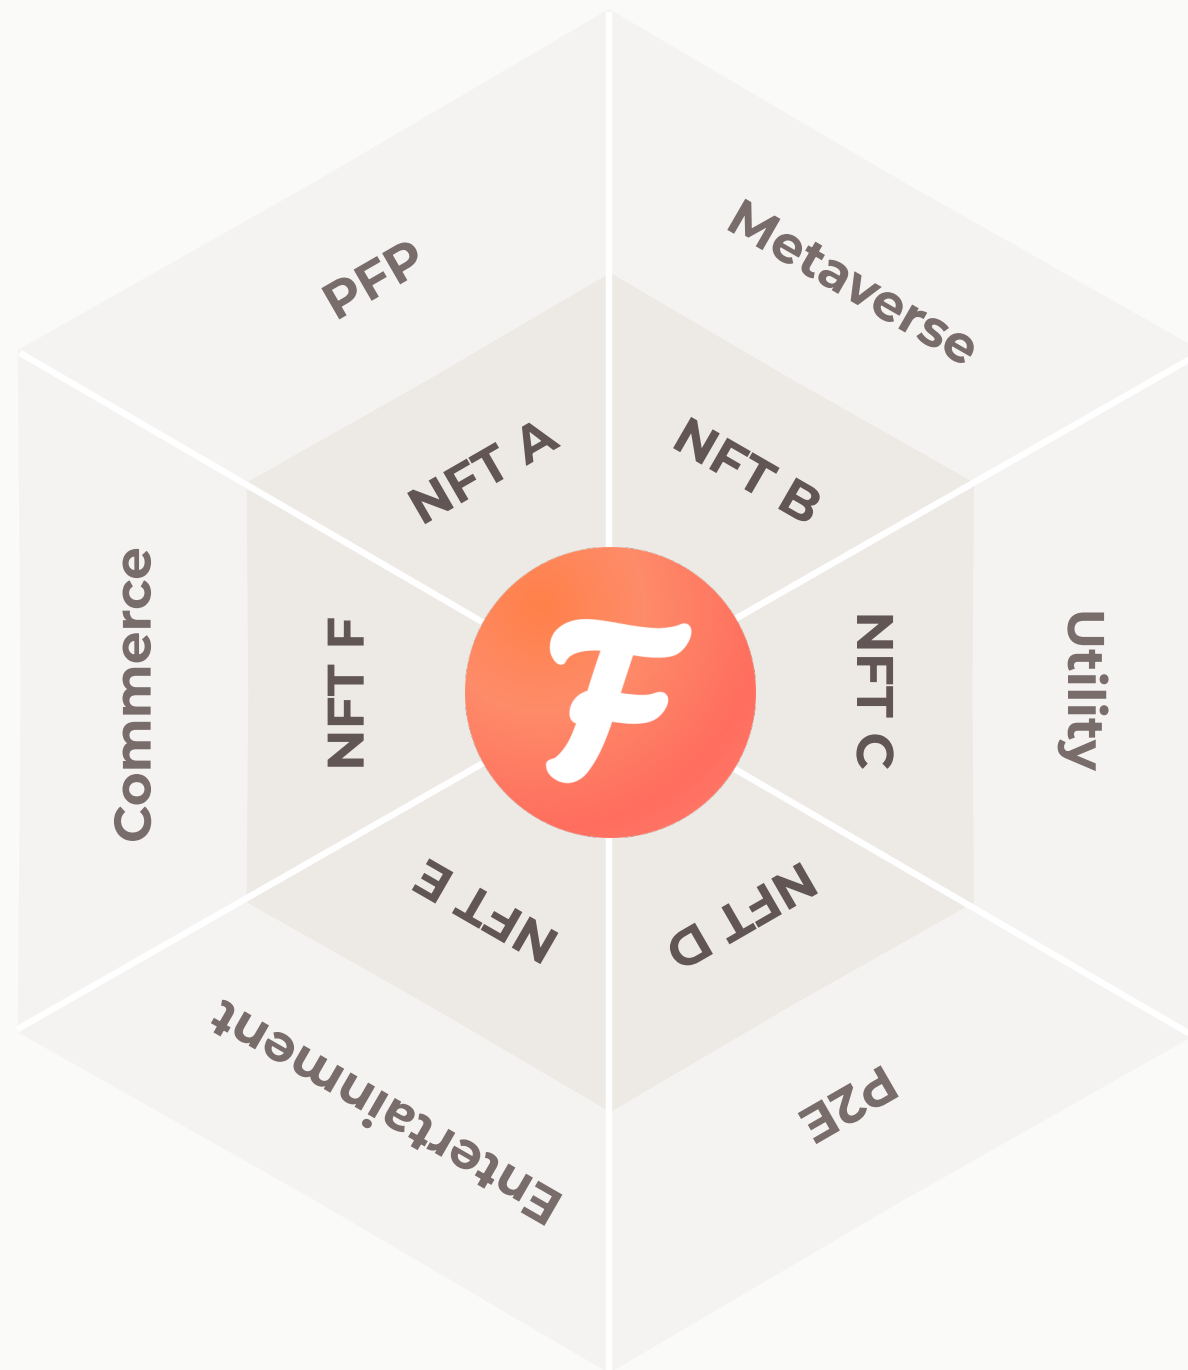 PFP
Metaverse
NFT A
NFT B
Commerce
NFT F
F
NFT C
Utility
NFT E
NFT D
Entertainment
P2E